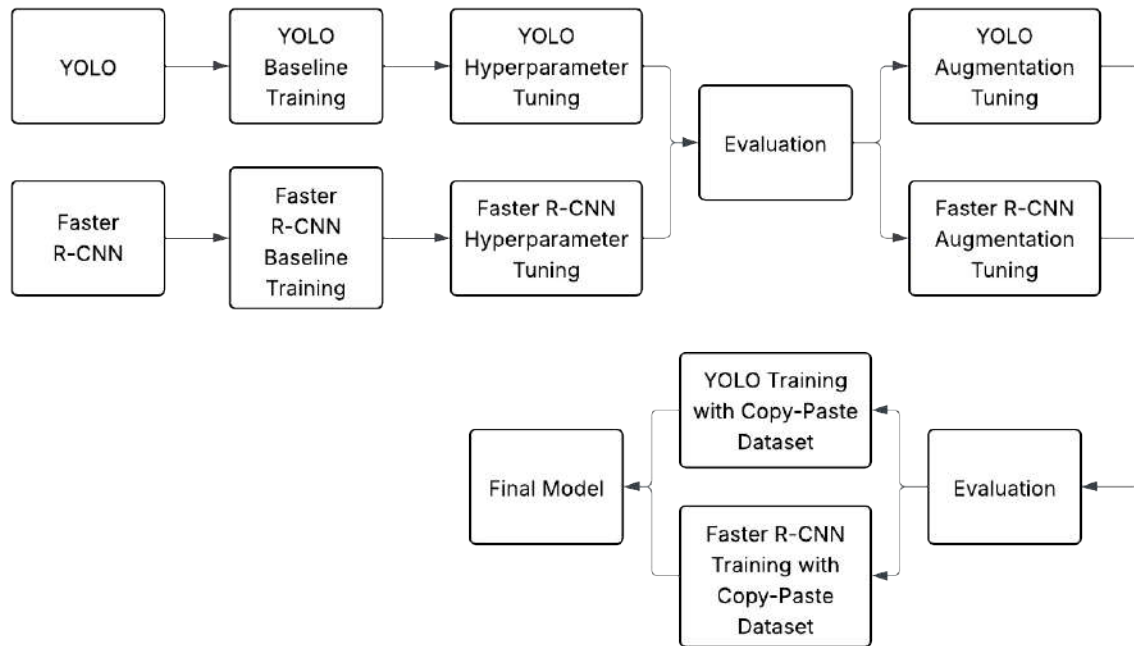 YOLO
YOLO
Baseline
Training
YOLO
Hyperparameter
Tuning
Evaluation
YOLO
Augmentation
Tuning
Faster
R-CNN
Faster
R-CNN
Baseline
Training
Faster R-CNN
Hyperparameter
Tuning
Faster R-CNN
Augmentation
Tuning
YOLO Training
with Copy-Paste
Dataset
Final Model
Evaluation
Faster R-CNN
Training with
Copy-Paste
Dataset